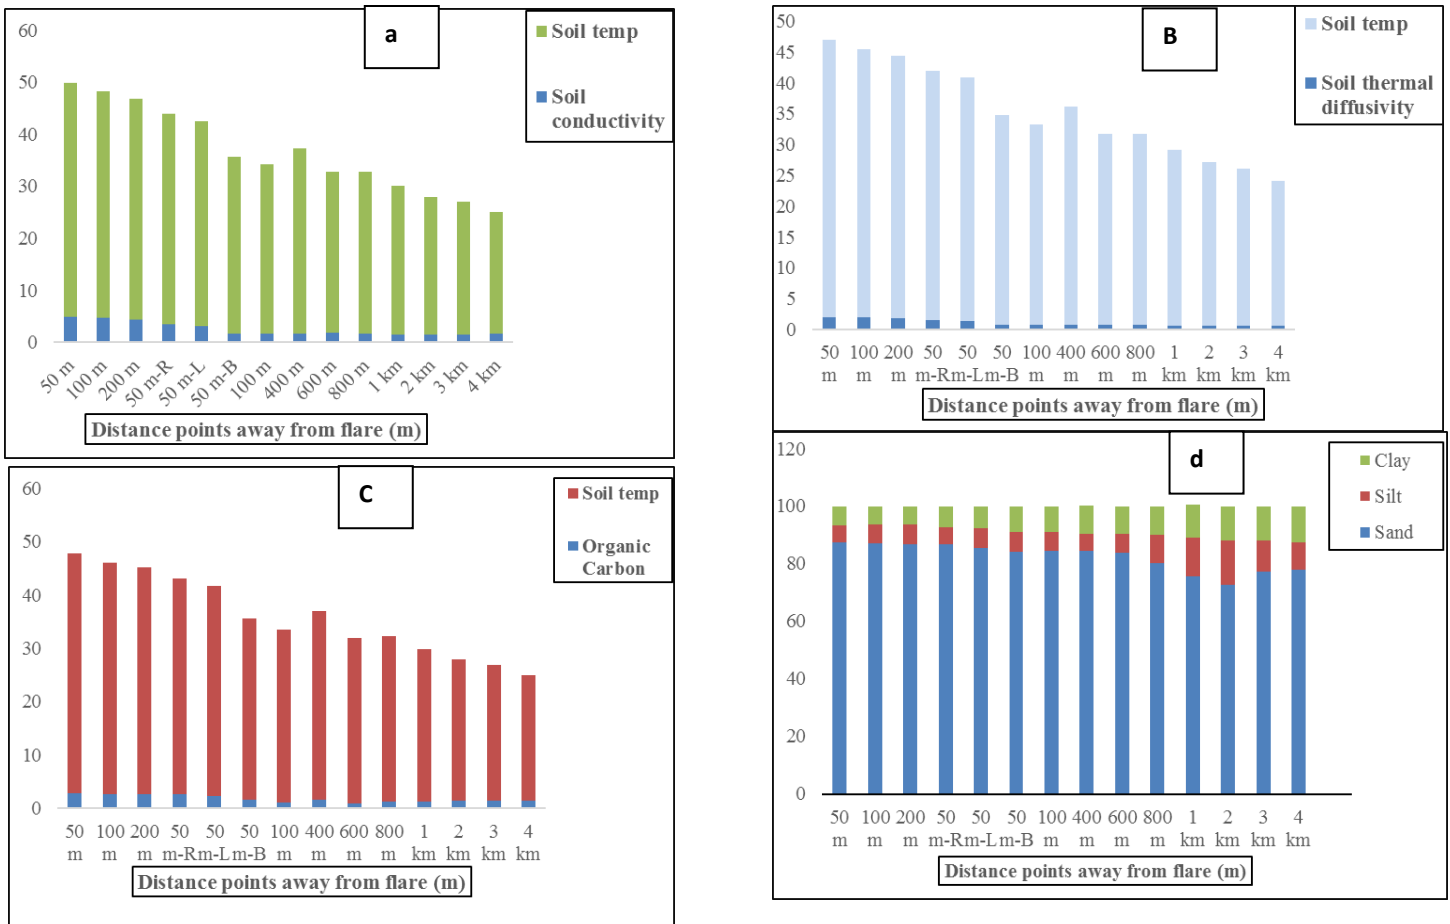 a
Soil temp
Soil
conductivity
60
50
40
30
20
10
0
50 m
100 m
200 m
50 m-R
50 m-L
50 m-B
100 m
400 m
600 m
800 m
1 km
2 km
3 km
4 km
Distance points away from flare (m)
B
Soil temp
Soil thermal
diffusivity
50
45
40
35
30
25
20
15
10
5
0
50 100 200 50 50 50 100 400 600 800 1 2 3 4
m m m m-R m-L m-B m m m m km km km km
Distance points away from flare (m)
C
Soil temp
Organic
Carbon
60
50
40
30
20
10
0
50 100 200 50 50 50 100 400 600 800 1 2 3 4
m m m m-R m-L m-B m m m m km km km km
Distance points away from flare (m)
d
Clay
Silt
Sand
120
100
80
60
40
20
0
50 100 200 50 50 50 100 400 600 800 1 2 3 4
m m m m-R m-L m-B m m m m km km km km
Distance points away from flare (m)